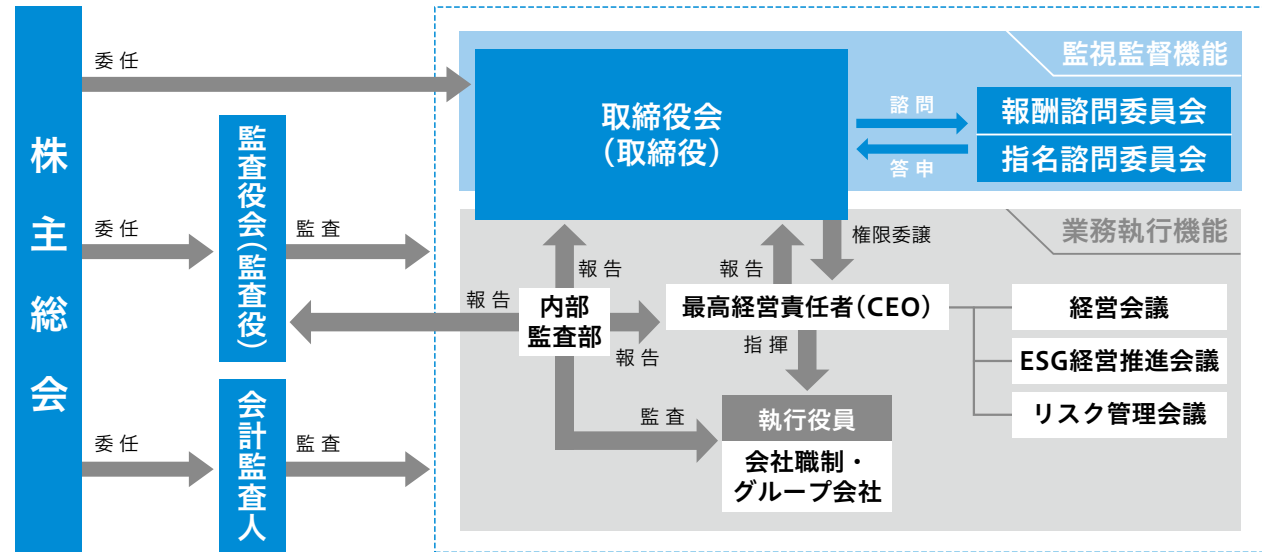 株主総会
委任
委任
委任
監査役会(監査役)
会計監査人
監査
監査
監視監督機能
取締役会
(取締役)
諮問
答申
報酬諮問委員会
指名諮問委員会
業務執行機能
権限委譲
報告
報告
報告
報告
内部
監査部
最高経営責任者(CEO)
指揮
監査
執行役員
会社職制・
グループ会社
経営会議
ESG経営推進会議
リスク管理会議